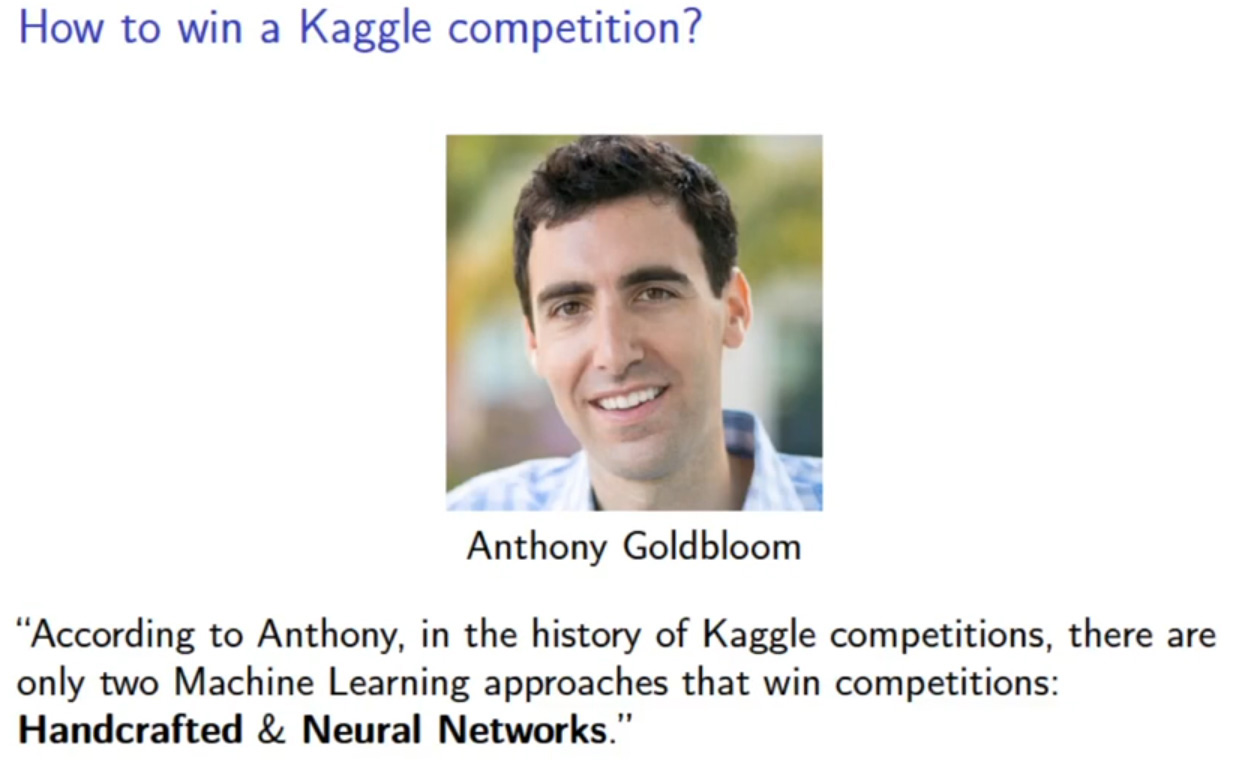 How to win a Kaggle competition?
Anthony Goldbloom
“According to Anthony, in the history of Kaggle competitions, there are
only two Machine Learning approaches that win competitions:
Handcrafted & Neural Networks.”